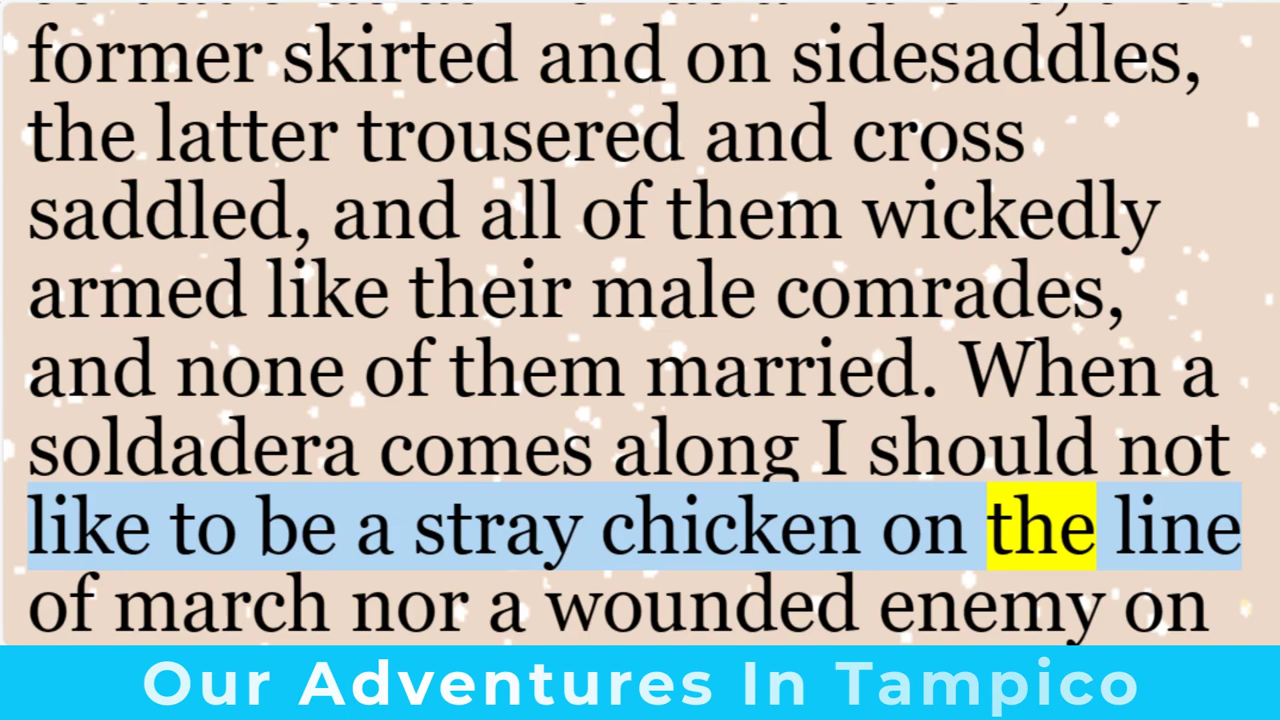 former skirted and on sidesaddles,
the latter trousered and cross
saddled, and all of them wickedly
armed like their male comrades,
and none of them married. When a
soldadera comes along I should not
like to be a stray chicken on the line
of march nor a wounded enemy on
Our Adventures In Tampico